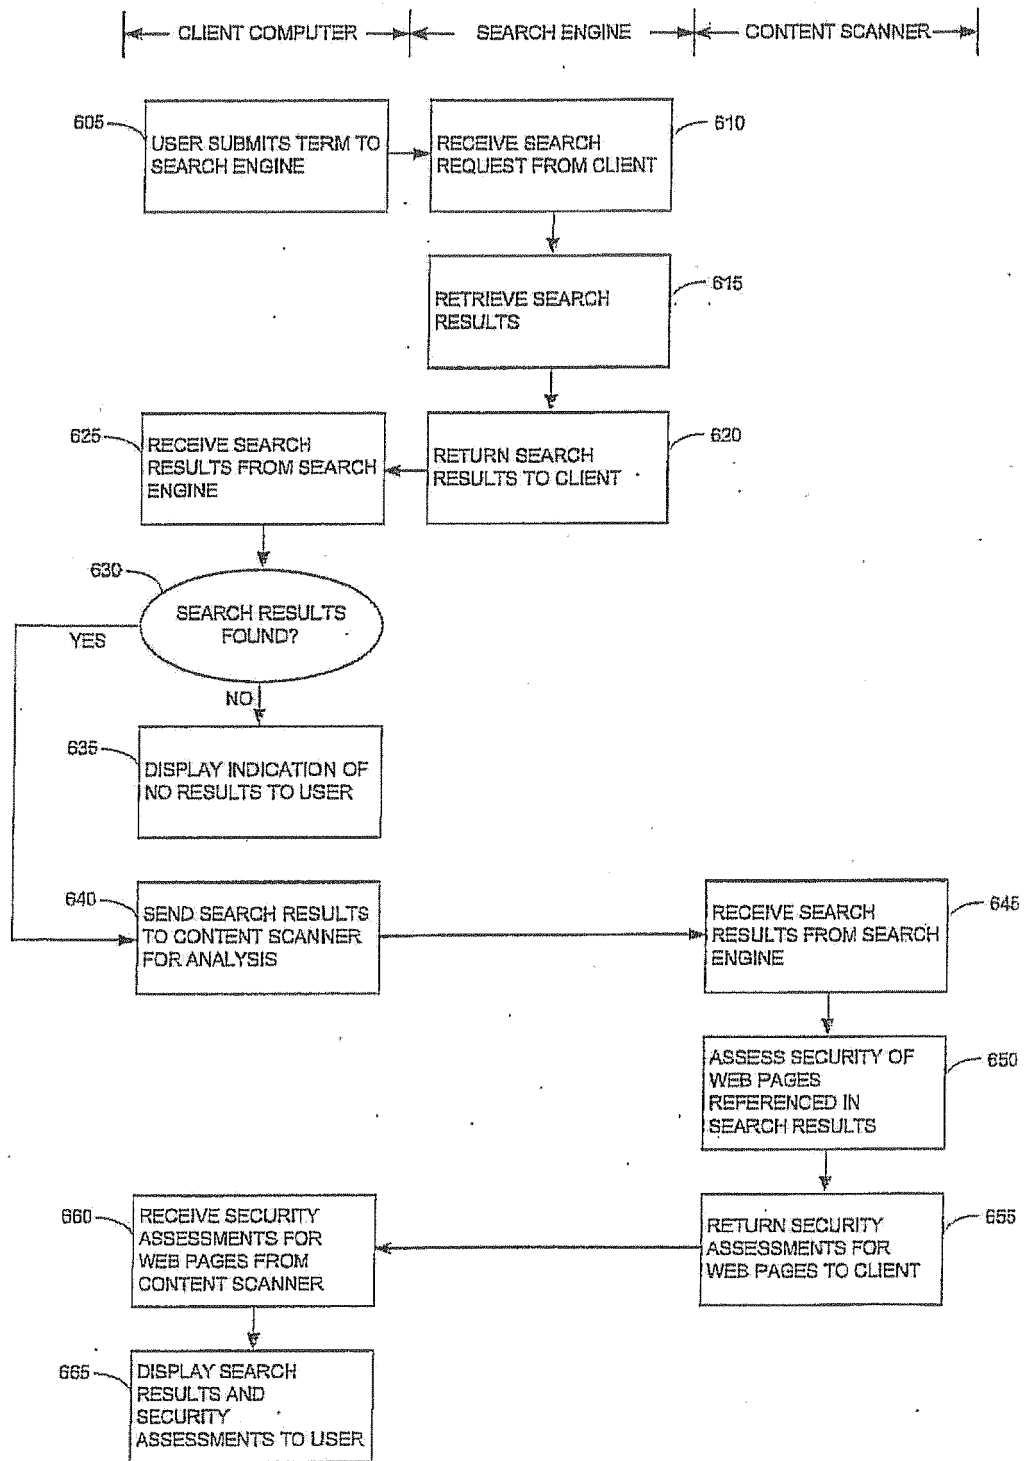 CLIENT COMPUTER
SEARCH ENGINE
CONTENT SCANNER
605
USER SUBMITS TERM TO
SEARCH ENGINE
610
RECEIVE SEARCH
REQUEST FROM CLIENT
615
RETRIEVE SEARCH
RESULTS
620
RETURN SEARCH
RESULTS TO CLIENT
625
RECEIVE SEARCH
RESULTS FROM SEARCH
ENGINE
630
SEARCH RESULTS
FOUND?
YES
NO
635
DISPLAY INDICATION OF
NO RESULTS TO USER
640
SEND SEARCH RESULTS
TO CONTENT SCANNER
FOR ANALYSIS
645
RECEIVE SEARCH
RESULTS FROM SEARCH
ENGINE
650
ASSESS SECURITY OF
WEB PAGES
REFERENCED IN
SEARCH RESULTS
655
RETURN SECURITY
ASSESSMENTS FOR
WEB PAGES TO CLIENT
660
RECEIVE SECURITY
ASSESSMENTS FOR
WEB PAGES FROM
CONTENT SCANNER
665
DISPLAY SEARCH
RESULTS AND
SECURITY
ASSESSMENTS TO USER